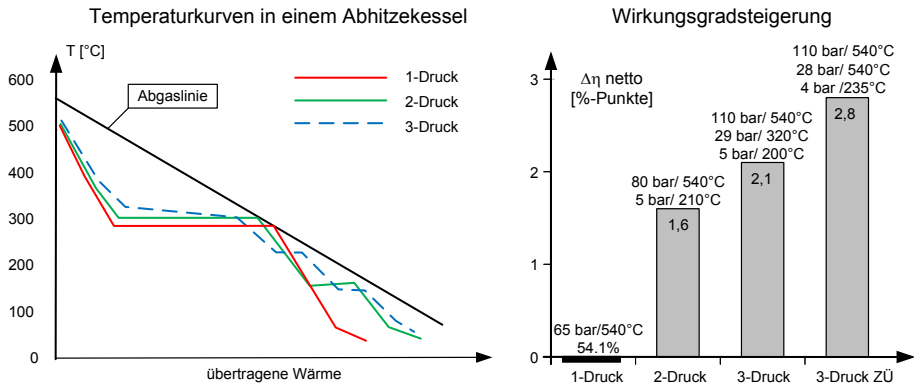 Temperaturkurven in einem Abhitzekessel
T [°C]
600
500
400
300
200
100
0
Abgaslinie
1-Druck
2-Druck
3-Druck
übertragene Wärme
Wirkungsgradsteigerung
Δη netto
[%-Punkte]
3
2
1
0
65 bar/540°C
54.1%
80 bar/ 540°C
5 bar/ 210°C
1,6
110 bar/ 540°C
29 bar/ 320°C
5 bar/ 200°C
2,1
110 bar/ 540°C
28 bar/ 540°C
4 bar /235°C
2,8
1-Druck
2-Druck
3-Druck
3-Druck ZÜ